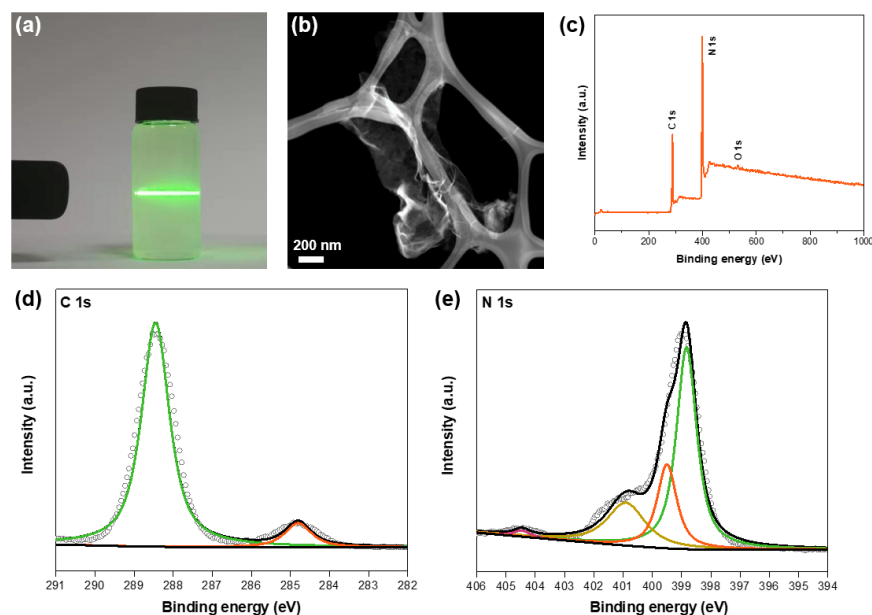 (a)
(b)
200 nm
(c)
Intensity (a.u.)
C 1s
N 1s
O 1s
0 200 400 600 800 1000
Binding energy (eV)
(d)
C 1s
Intensity (a.u.)
291 290 289 288 287 286 285 284 283 282
Binding energy (eV)
(e)
N 1s
Intensity (a.u.)
406 405 404 403 402 401 400 399 398 397 396 395 394
Binding energy (eV)